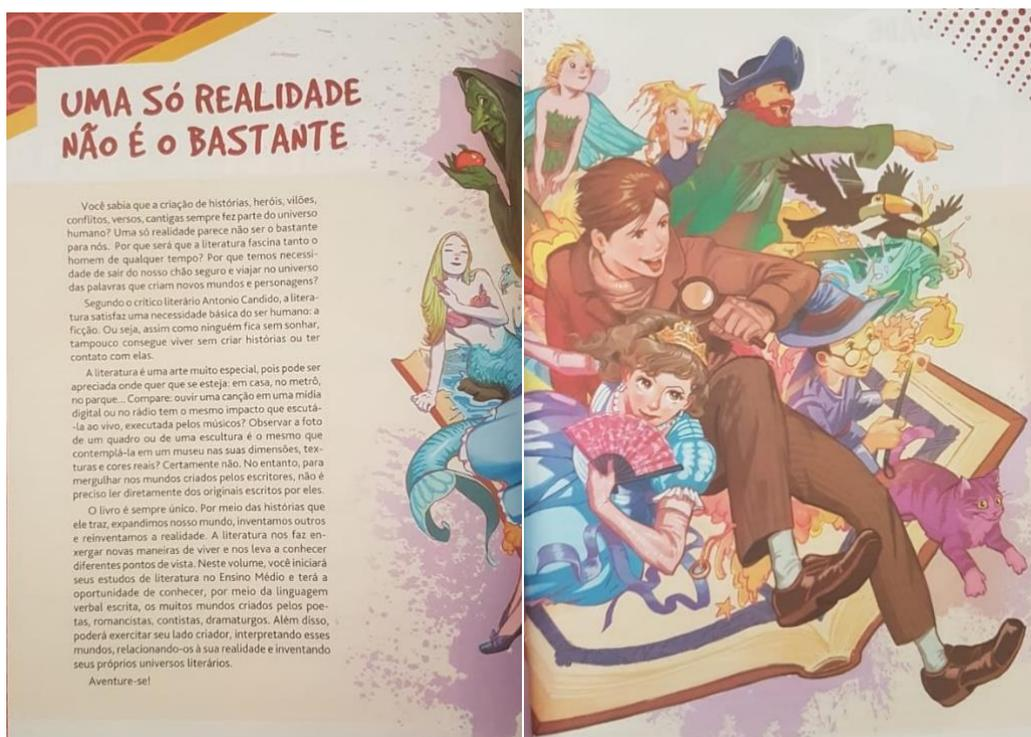 UMA SÓ REALIDADE
NÃO É O BASTANTE
Você sabia que a criação de histórias, heróis, vilões,
conflitos, versos, cantigas sempre fez parte do universo
humano? Uma só realidade parece não ser o bastante
para nós. Por que será que a literatura fascina tanto o
homem de qualquer tempo? Por que temos necessi-
dade de sair do nosso chão seguro e viajar no universo
das palavras que criam novos mundos e personagens?
Segundo o crítico literário Antonio Candido, a litera-
tura satisfaz uma necessidade básica do ser humano: a
ficção. Ou seja, assim como ninguém fica sem sonhar,
tampouco consegue viver sem criar histórias ou ter
contato com elas.
A literatura é uma arte muito especial, pois pode ser
apreciada onde quer que se esteja: em casa, no metrô,
no parque... Compare: ouvir uma canção em uma mídia
digital ou no rádio tem o mesmo impacto que escutá-
-la ao vivo, executada pelos músicos? Observar a foto
de um quadro ou de uma escultura é o mesmo que
contemplá-la em um museu nas suas dimensões, tex-
turas e cores reais? Certamente não. No entanto, para
mergulhar nos mundos criados pelos escritores, não é
preciso ler diretamente dos originais escritos por eles.
O livro é sempre único. Por meio das histórias que
ele traz, expandimos nosso mundo, inventamos outros
e reinventamos a realidade. A literatura nos faz en-
xergar novas maneiras de viver e nos leva a conhecer
diferentes pontos de vista. Neste volume, você iniciará
seus estudos de literatura no Ensino Médio e terá a
oportunidade de conhecer, por meio da linguagem
verbal escrita, os muitos mundos criados pelos poe-
tas, romancistas, contistas, dramaturgos. Além disso,
poderá exercitar seu lado criador, interpretando esses
mundos, relacionando-os à sua realidade e inventando
seus próprios universos literários.
Aventure-se!